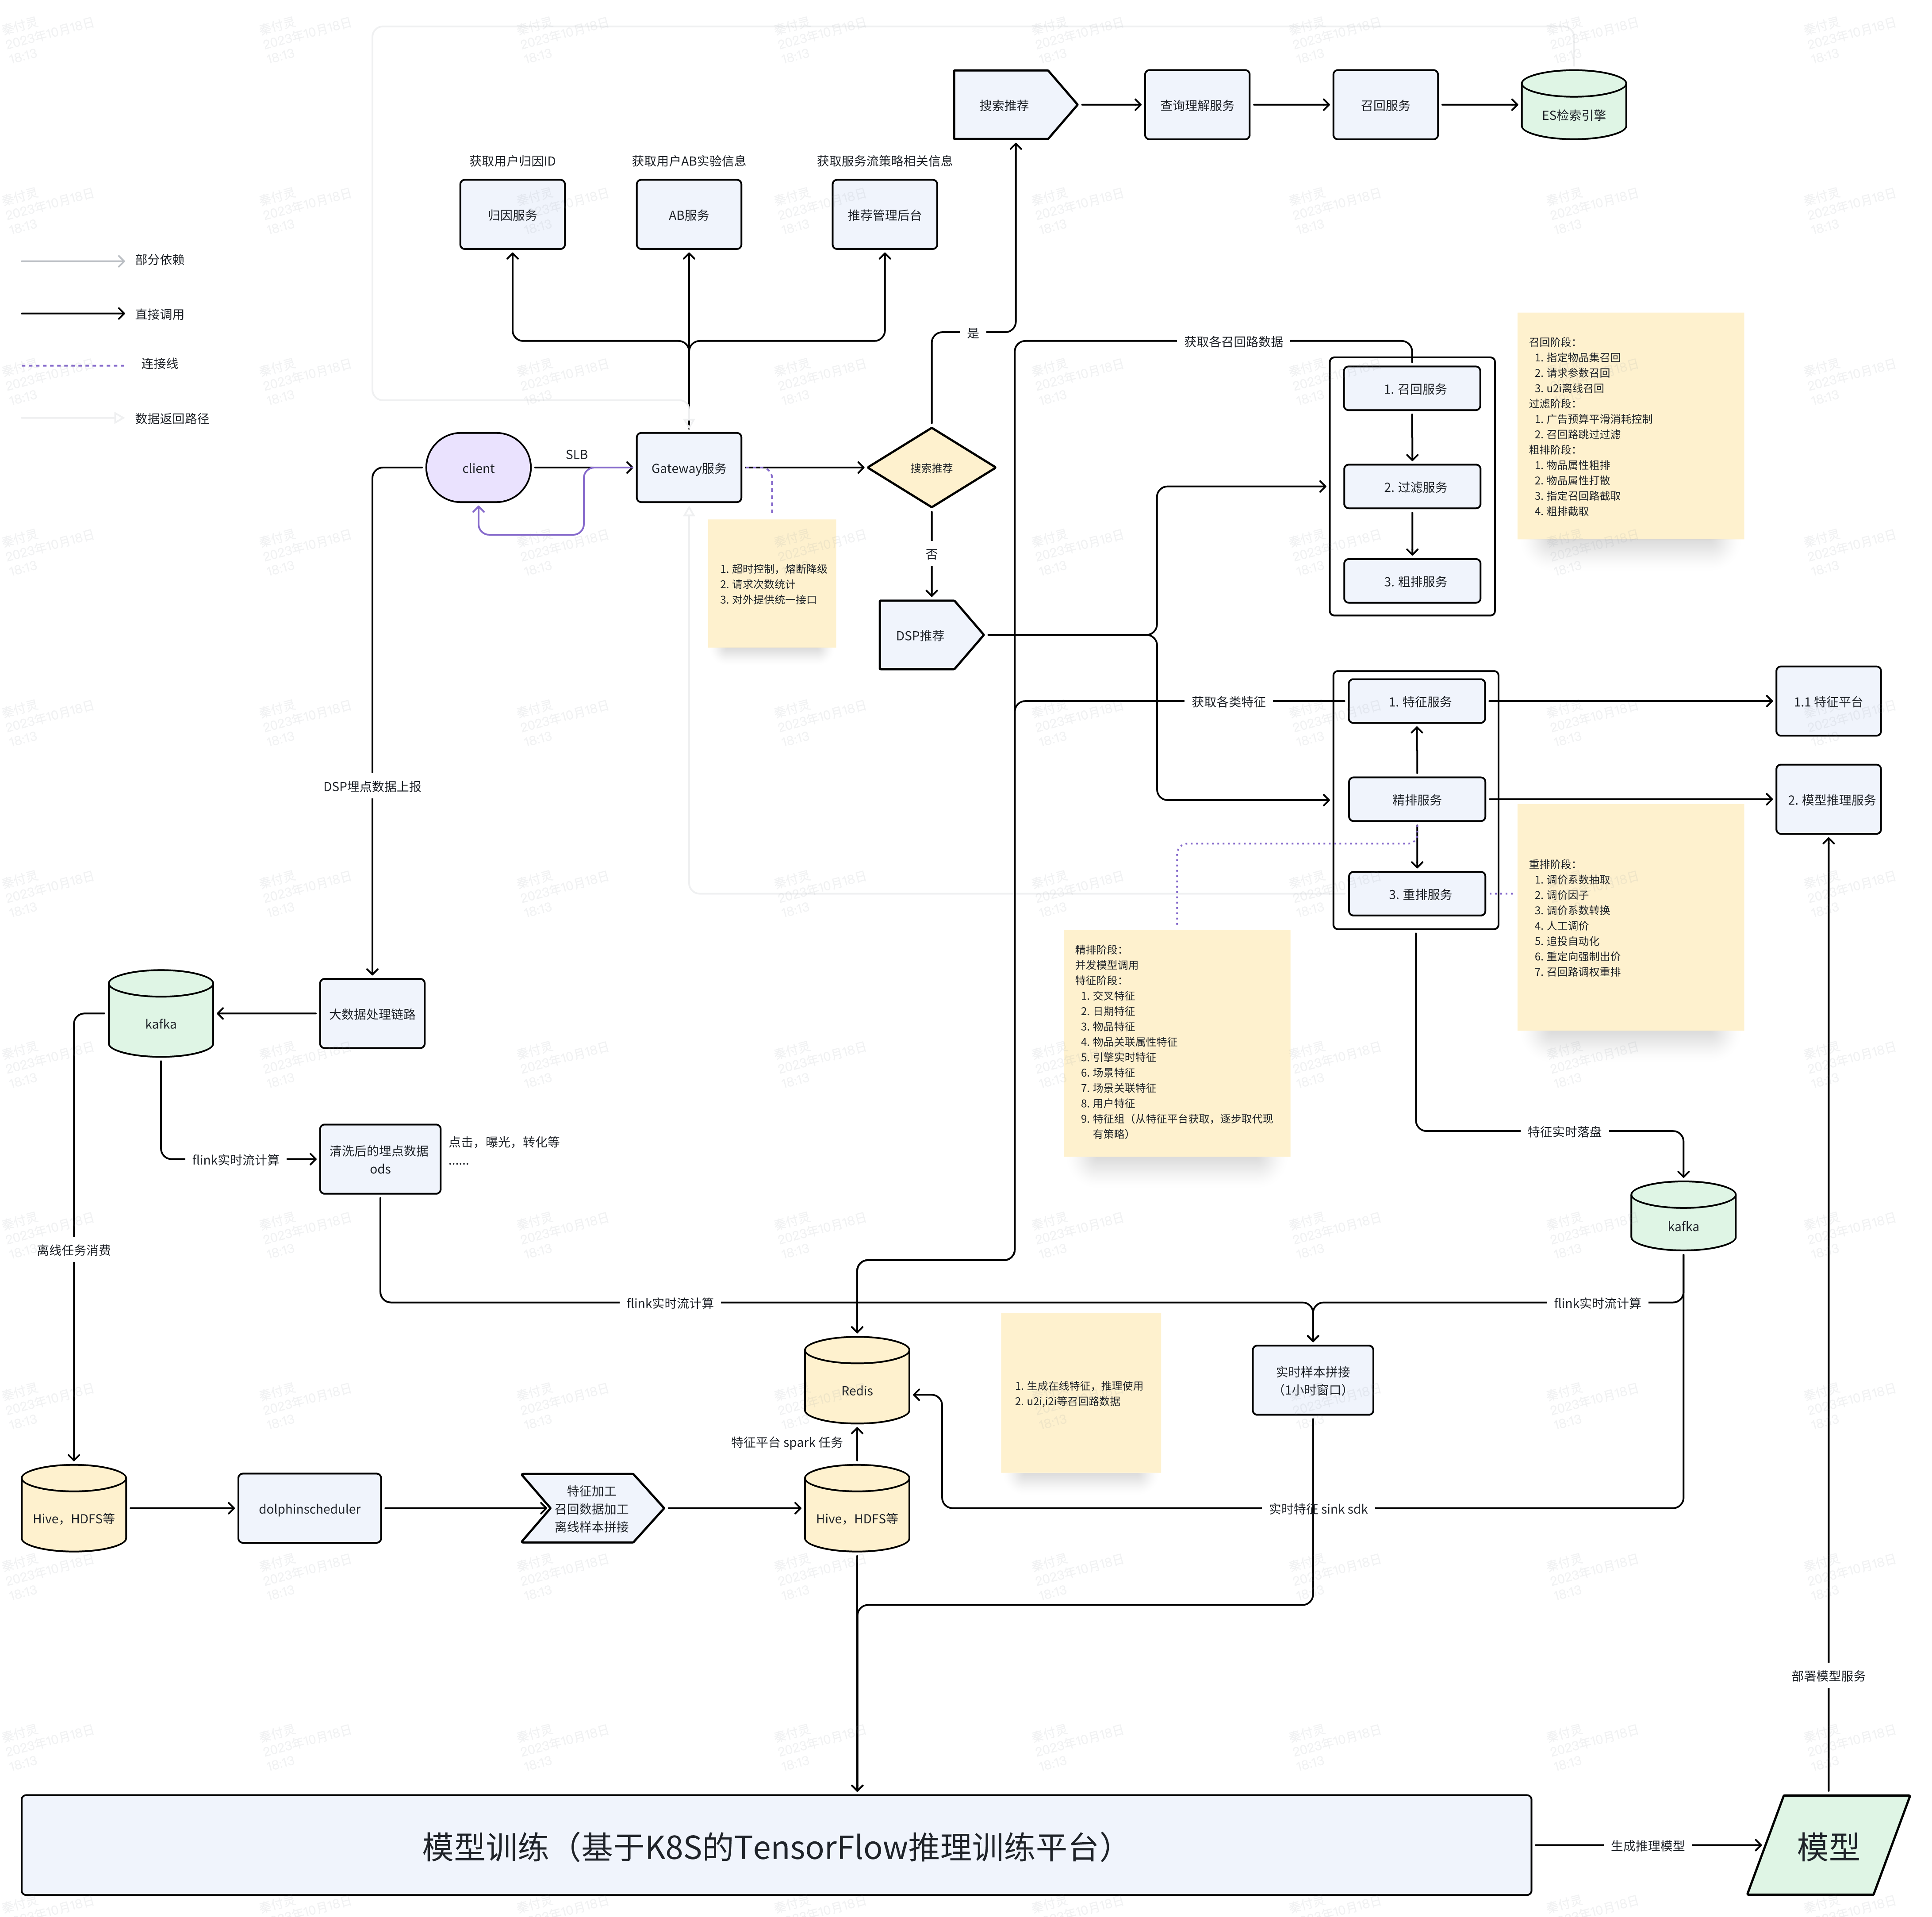 搜索推荐
查询理解服务
召回服务
ES检索引擎
获取用户归因ID
获取用户AB实验信息
获取服务流策略相关信息
归因服务
AB服务
推荐管理后台
部分依赖
直接调用
连接线
数据返回路径
是
获取各召回路数据
1. 召回服务
2. 过滤服务
3. 粗排服务
召回阶段:
1. 指定物品集召回
2. 请求参数召回
3. u2i离线召回
过滤阶段:
1. 广告预算平滑消耗控制
2. 召回路跳过过滤
粗排阶段:
1. 物品属性粗排
2. 物品属性打散
3. 指定召回路截取
4. 粗排截取
client
SLB
Gateway服务
搜索推荐
否
1. 超时控制，熔断降级
2. 请求次数统计
3. 对外提供统一接口
DSP推荐
获取各类特征
1. 特征服务
1.1 特征平台
精排服务
2. 模型推理服务
3. 重排服务
DSP埋点数据上报
重排阶段:
1. 调价系数抽取
2. 调价因子
3. 调价系数转换
4. 人工调价
5. 追投自动化
6. 重定向强制出价
7. 召回路调权重排
精排阶段:
并发模型调用
特征阶段:
1. 交叉特征
2. 日期特征
3. 物品特征
4. 物品关联属性特征
5. 引擎实时特征
6. 场景特征
7. 场景关联特征
8. 用户特征
9. 特征组（从特征平台获取，逐步取代现
有策略）
kafka
大数据处理链路
flink实时流计算
清洗后的埋点数据
ods
点击，曝光，转化等
......
特征实时落盘
kafka
离线任务消费
flink实时流计算
flink实时流计算
Redis
1. 生成在线特征，推理使用
2. u2i,i2i等召回路数据
实时样本拼接
（1小时窗口）
特征平台 spark 任务
Hive，HDFS等
dolphinscheduler
特征加工
召回数据加工
离线样本拼接
Hive，HDFS等
实时特征 sink sdk
部署模型服务
模型训练（基于K8S的TensorFlow推理训练平台）
生成推理模型
模型